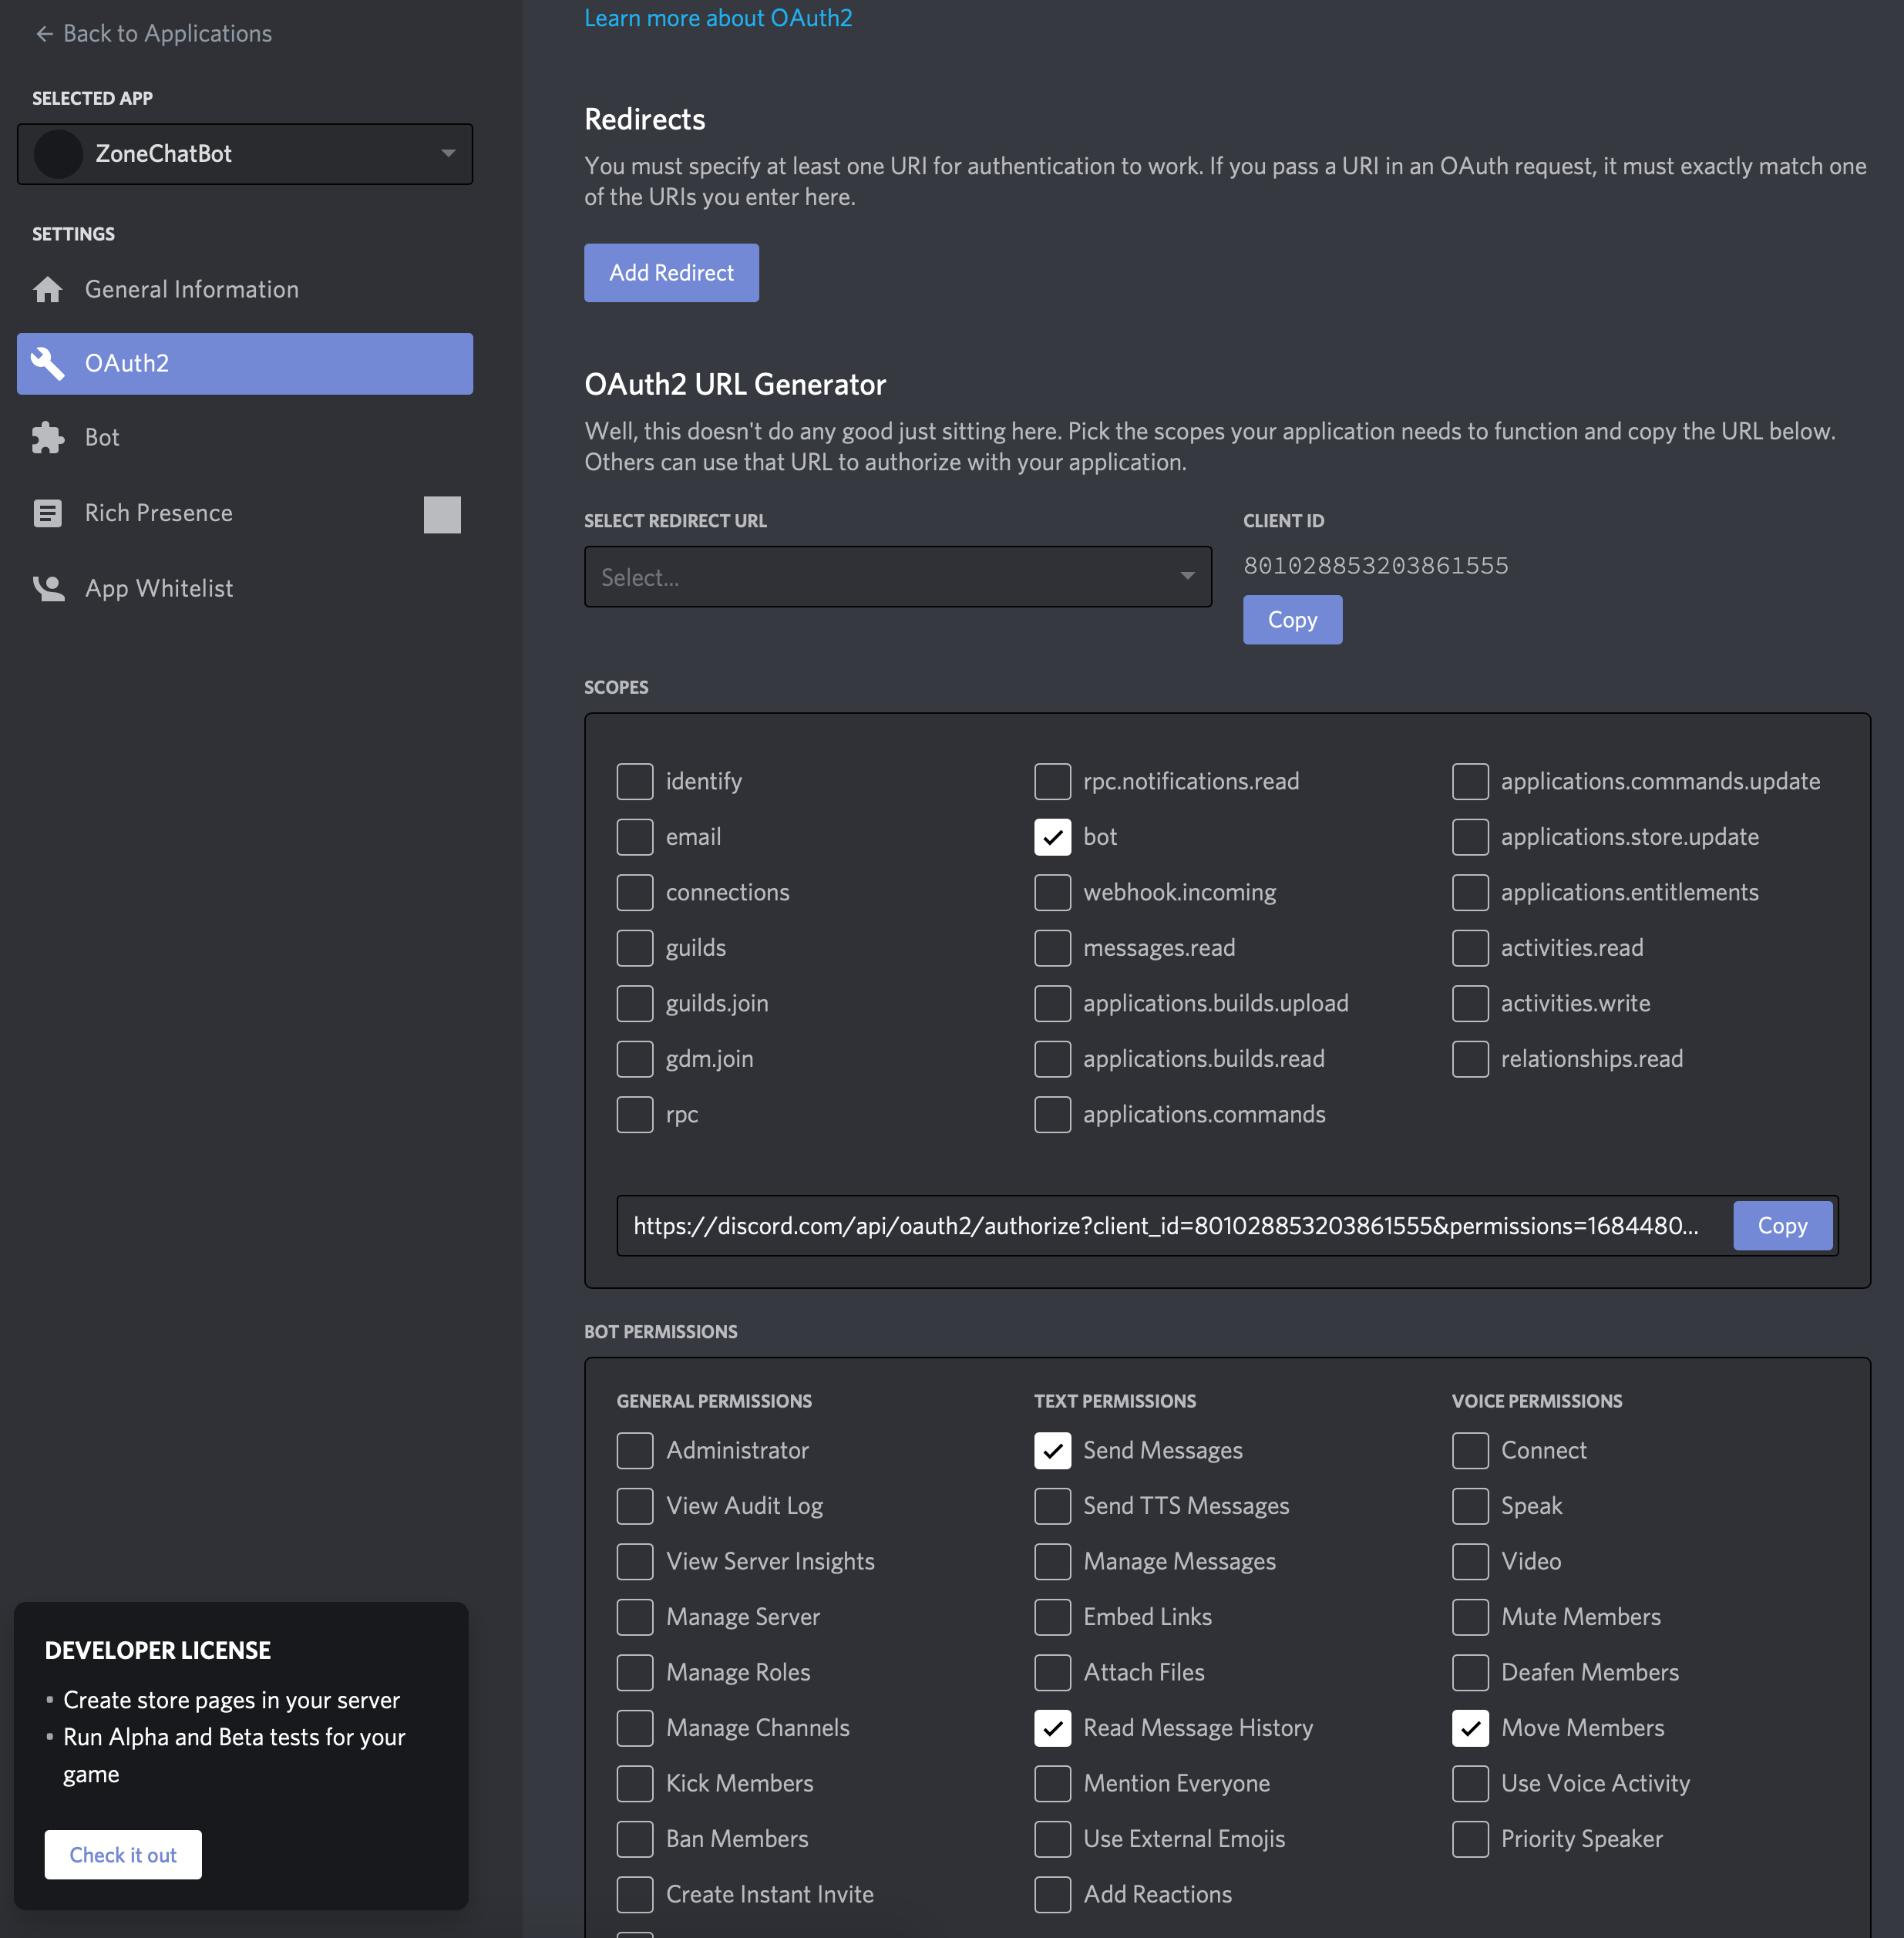 ← Back to Applications
SELECTED APP
ZoneChatBot
SETTINGS
General Information
OAuth2
Bot
Rich Presence
App Whitelist
DEVELOPER LICENSE
• Create store pages in your server
• Run Alpha and Beta tests for your
game
Check it out
Learn more about OAuth2
Redirects
You must specify at least one URI for authentication to work. If you pass a URI in an OAuth request, it must exactly match one
of the URIs you enter here.
Add Redirect
OAuth2 URL Generator
Well, this doesn't do any good just sitting here. Pick the scopes your application needs to function and copy the URL below.
Others can use that URL to authorize with your application.
SELECT REDIRECT URL
Select...
CLIENT ID
801028853203861555
Copy
SCOPES
identify
email
connections
guilds
guilds.join
gdm.join
rpc
rpc.notifications.read
bot
webhook.incoming
messages.read
applications.builds.upload
applications.builds.read
applications.commands
applications.commands.update
applications.store.update
applications.entitlements
activities.read
activities.write
relationships.read
https://discord.com/api/oauth2/authorize?client_id=801028853203861555&permissions=1684480...
Copy
BOT PERMISSIONS
GENERAL PERMISSIONS
Administrator
View Audit Log
View Server Insights
Manage Server
Manage Roles
Manage Channels
Kick Members
Ban Members
Create Instant Invite
TEXT PERMISSIONS
Send Messages
Send TTS Messages
Manage Messages
Embed Links
Attach Files
Read Message History
Mention Everyone
Use External Emojis
Add Reactions
VOICE PERMISSIONS
Connect
Speak
Video
Mute Members
Deafen Members
Move Members
Use Voice Activity
Priority Speaker